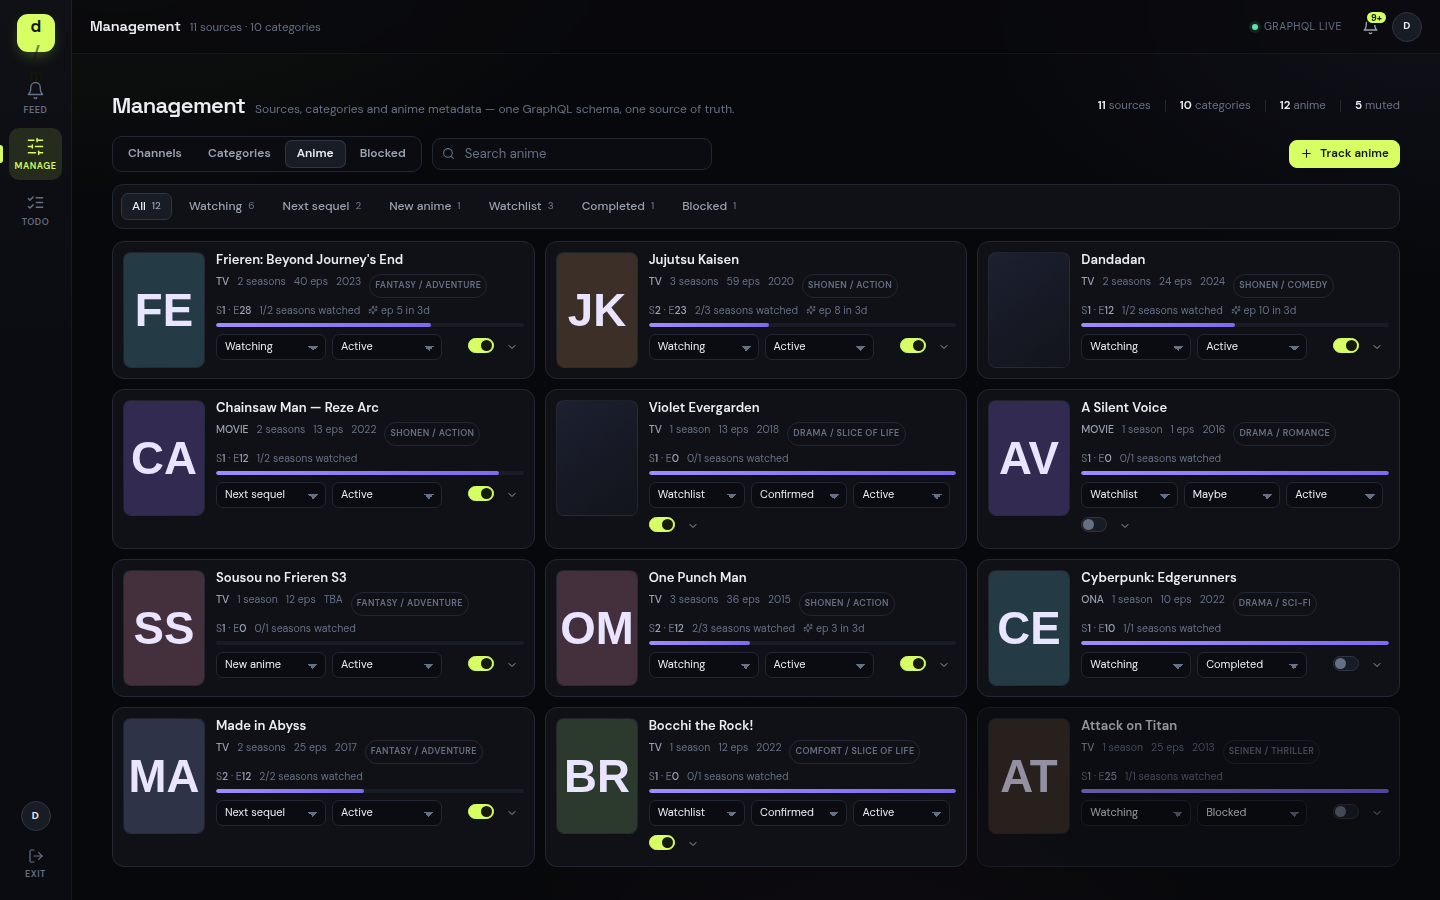 d
/
FEED
MANAGE
TODO
D
EXIT
Management 11 sources · 10 categories
GRAPHQL LIVE
9+
D
Management Sources, categories and anime metadata — one GraphQL schema, one source of truth.
11 sources 10 categories 12 anime 5 muted
Channels Categories Anime Blocked
Search anime
+ Track anime
All 12 Watching 6 Next sequel 2 New anime 1 Watchlist 3 Completed 1 Blocked 1
FE
Frieren: Beyond Journey's End
TV 2 seasons 40 eps 2023 FANTASY / ADVENTURE
S1 · E28 1/2 seasons watched ep 5 in 3d
Watching Active
JK
Jujutsu Kaisen
TV 3 seasons 59 eps 2020 SHONEN / ACTION
S2 · E23 2/3 seasons watched ep 8 in 3d
Watching Active
Dandadan
TV 2 seasons 24 eps 2024 SHONEN / COMEDY
S1 · E12 1/2 seasons watched ep 10 in 3d
Watching Active
CA
Chainsaw Man — Reze Arc
MOVIE 2 seasons 13 eps 2022 SHONEN / ACTION
S1 · E12 1/2 seasons watched
Next sequel Active
Violet Evergarden
TV 1 season 13 eps 2018 DRAMA / SLICE OF LIFE
S1 · E0 0/1 seasons watched
Watchlist Confirmed Active
AV
A Silent Voice
MOVIE 1 season 1 eps 2016 DRAMA / ROMANCE
S1 · E0 0/1 seasons watched
Watchlist Maybe Active
SS
Sousou no Frieren S3
TV 1 season 12 eps TBA FANTASY / ADVENTURE
S1 · E0 0/1 seasons watched
New anime Active
OM
One Punch Man
TV 3 seasons 36 eps 2015 SHONEN / ACTION
S2 · E12 2/3 seasons watched ep 3 in 3d
Watching Active
CE
Cyberpunk: Edgerunners
ONA 1 season 10 eps 2022 DRAMA / SCI-FI
S1 · E10 1/1 seasons watched
Watching Completed
MA
Made in Abyss
TV 2 seasons 25 eps 2017 FANTASY / ADVENTURE
S2 · E12 2/2 seasons watched
Next sequel Active
BR
Bocchi the Rock!
TV 1 season 12 eps 2022 COMFORT / SLICE OF LIFE
S1 · E0 0/1 seasons watched
Watchlist Confirmed Active
AT
Attack on Titan
TV 1 season 25 eps 2013 SEINEN / THRILLER
S1 · E25 1/1 seasons watched
Watching Blocked